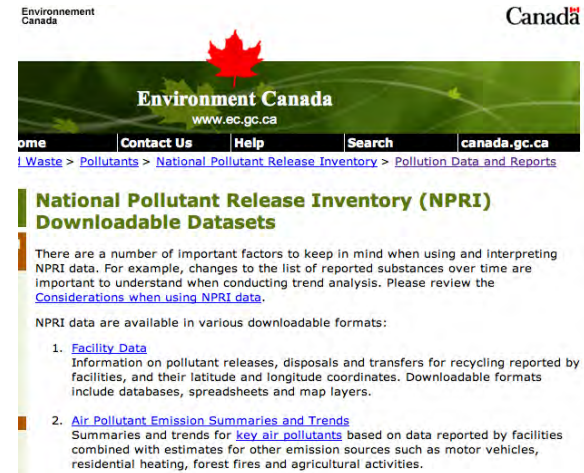 Environnement
Canada
Canada
Environment Canada
www.ec.gc.ca
ome Contact Us Help Search canada.gc.ca
Waste > Pollutants > National Pollutant Release Inventory > Pollution Data and Reports
National Pollutant Release Inventory (NPRI)
Downloadable Datasets
There are a number of important factors to keep in mind when using and interpreting
NPRI data. For example, changes to the list of reported substances over time are
important to understand when conducting trend analysis. Please review the
Considerations when using NPRI data.
NPRI data are available in various downloadable formats:
1. Facility Data
Information on pollutant releases, disposals and transfers for recycling reported by
facilities, and their latitude and longitude coordinates. Downloadable formats
include databases, spreadsheets and map layers.
2. Air Pollutant Emission Summaries and Trends
Summaries and trends for key air pollutants based on data reported by facilities
combined with estimates for other emission sources such as motor vehicles,
residential heating, forest fires and agricultural activities.